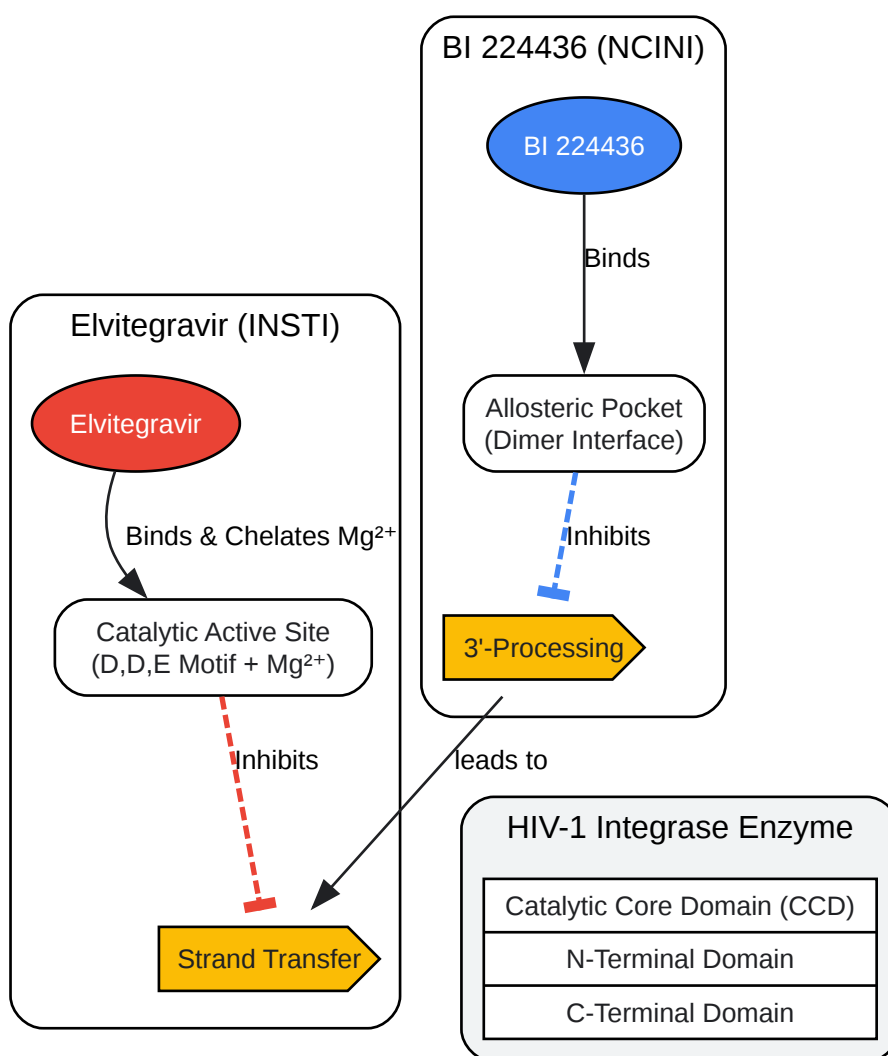 BI 224436 (NCINI)
BI 224436
Binds
Allosteric Pocket
(Dimer Interface)
Inhibits
3'-Processing
leads to
Elvitegravir (INSTI)
Elvitegravir
Binds & Chelates Mg²⁺
Catalytic Active Site
(D,D,E Motif + Mg²⁺)
Inhibits
Strand Transfer
HIV-1 Integrase Enzyme
Catalytic Core Domain (CCD)
N-Terminal Domain
C-Terminal Domain